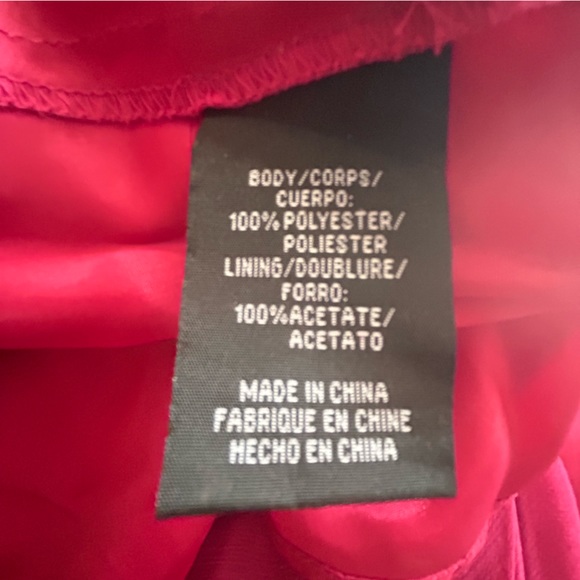 BODY/CORPS/
CUERPO:
100% POLYESTER/
POLIESTER
LINING/DOUBLURE/
FORRO:
100%ACETATE/
ACETATO
MADE IN CHINA
FABRIQUE EN CHINE
HECHO EN CHINA